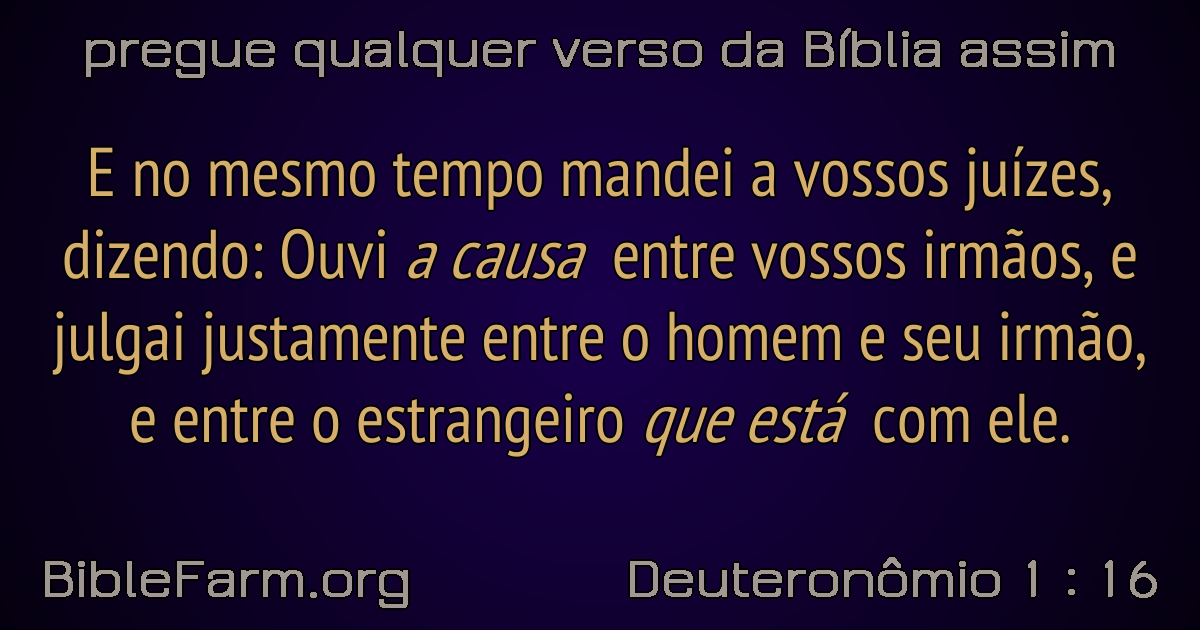 pregue qualquer verso da Bíblia assim
E no mesmo tempo mandei a vossos juízes,
dizendo: Ouvi a causa entre vossos irmãos, e
julgai justamente entre o homem e seu irmão,
e entre o estrangeiro que está com ele.
BibleFarm.org
Deuteronômio 1 : 16